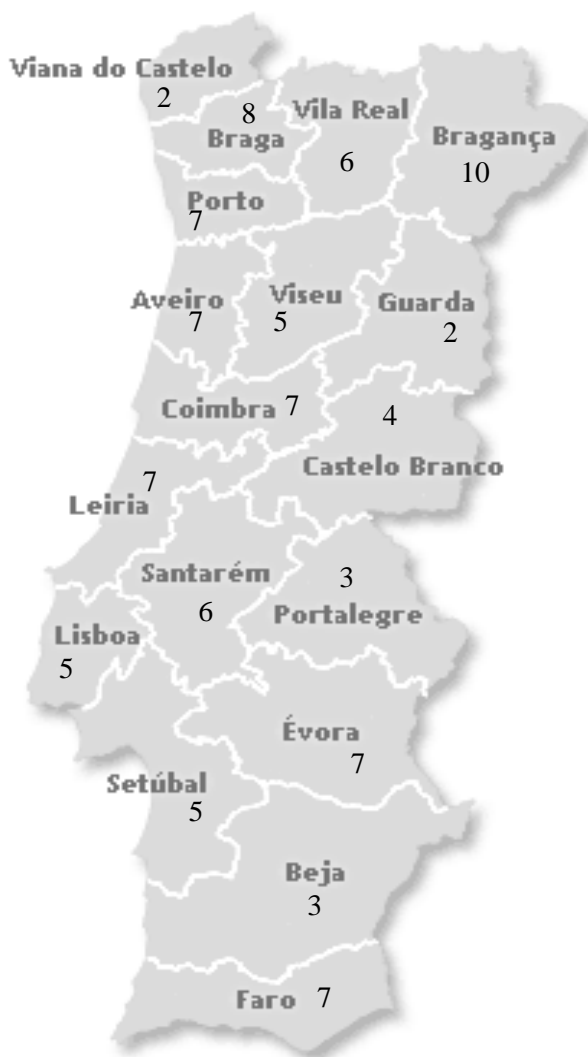 Viana do Castelo
2
8
Braga
Vila Real
6
Bragança
10
Porto
7
Aveiro
7
Viseu
5
Guarda
2
Coimbra 7
4
Castelo Branco
7
Leiria
Santarém
6
3
Portalegre
Lisboa
5
Évora
7
Setúbal
5
Beja
3
Faro 7